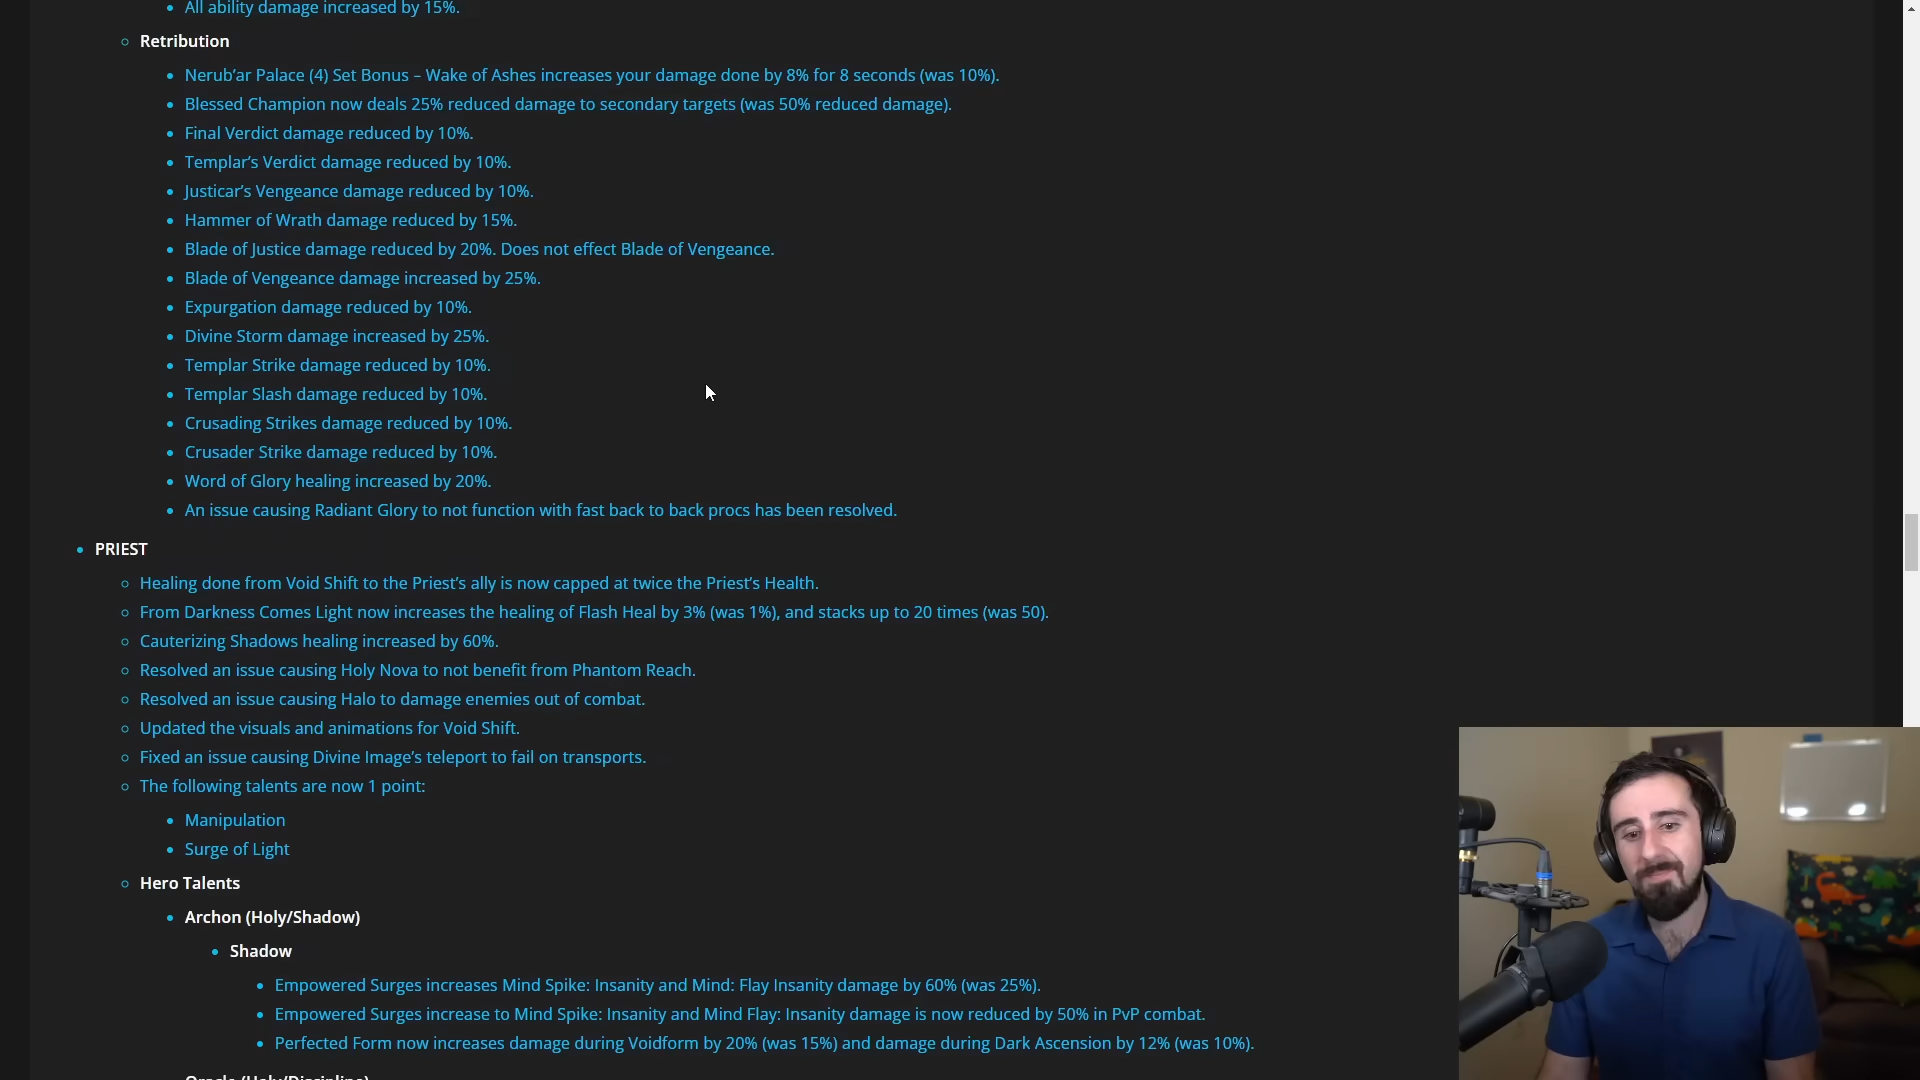 All ability damage increased by 15%.
Retribution
Nerub’ar Palace (4) Set Bonus – Wake of Ashes increases your damage done by 8% for 8 seconds (was 10%).
Blessed Champion now deals 25% reduced damage to secondary targets (was 50% reduced damage).
Final Verdict damage reduced by 10%.
Templar’s Verdict damage reduced by 10%.
Justicar’s Vengeance damage reduced by 10%.
Hammer of Wrath damage reduced by 15%.
Blade of Justice damage reduced by 20%. Does not effect Blade of Vengeance.
Blade of Vengeance damage increased by 25%.
Expurgation damage reduced by 10%.
Divine Storm damage increased by 25%.
Templar Strike damage reduced by 10%.
Templar Slash damage reduced by 10%.
Crusading Strikes damage reduced by 10%.
Crusader Strike damage reduced by 10%.
Word of Glory healing increased by 20%.
An issue causing Radiant Glory to not function with fast back to back procs has been resolved.
PRIEST
Healing done from Void Shift to the Priest’s ally is now capped at twice the Priest’s Health.
From Darkness Comes Light now increases the healing of Flash Heal by 3% (was 1%), and stacks up to 20 times (was 50).
Cauterizing Shadows healing increased by 60%.
Resolved an issue causing Holy Nova to not benefit from Phantom Reach.
Resolved an issue causing Halo to damage enemies out of combat.
Updated the visuals and animations for Void Shift.
Fixed an issue causing Divine Image’s teleport to fail on transports.
The following talents are now 1 point:
Manipulation
Surge of Light
Hero Talents
Archon (Holy/Shadow)
Shadow
Empowered Surges increases Mind Spike: Insanity and Mind: Flay Insanity damage by 60% (was 25%).
Empowered Surges increase to Mind Spike: Insanity and Mind Flay: Insanity damage is now reduced by 50% in PvP combat.
Perfected Form now increases damage during Voidform by 20% (was 15%) and damage during Dark Ascension by 12% (was 10%).
Oracle (Holy/Discipline)